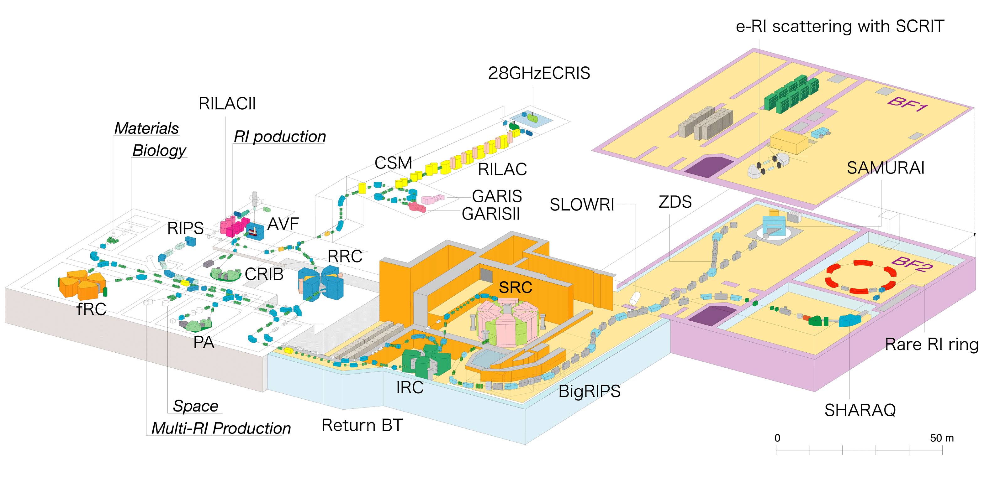 e-RI scattering with SCRIT
28GHzECRIS
RILACII
Materials
RI poduction
Biology
BF1
CSM
RILAC
SAMURAI
GARIS
SLOWRI
ZDS
GARISII
RIPS
AVF
RRC
CRIB
BF2
SRC
fRC
PA
Rare RI ring
IRC
BigRIPS
Space
SHARAQ
Multi-RI Production
Return BT
0
50 m